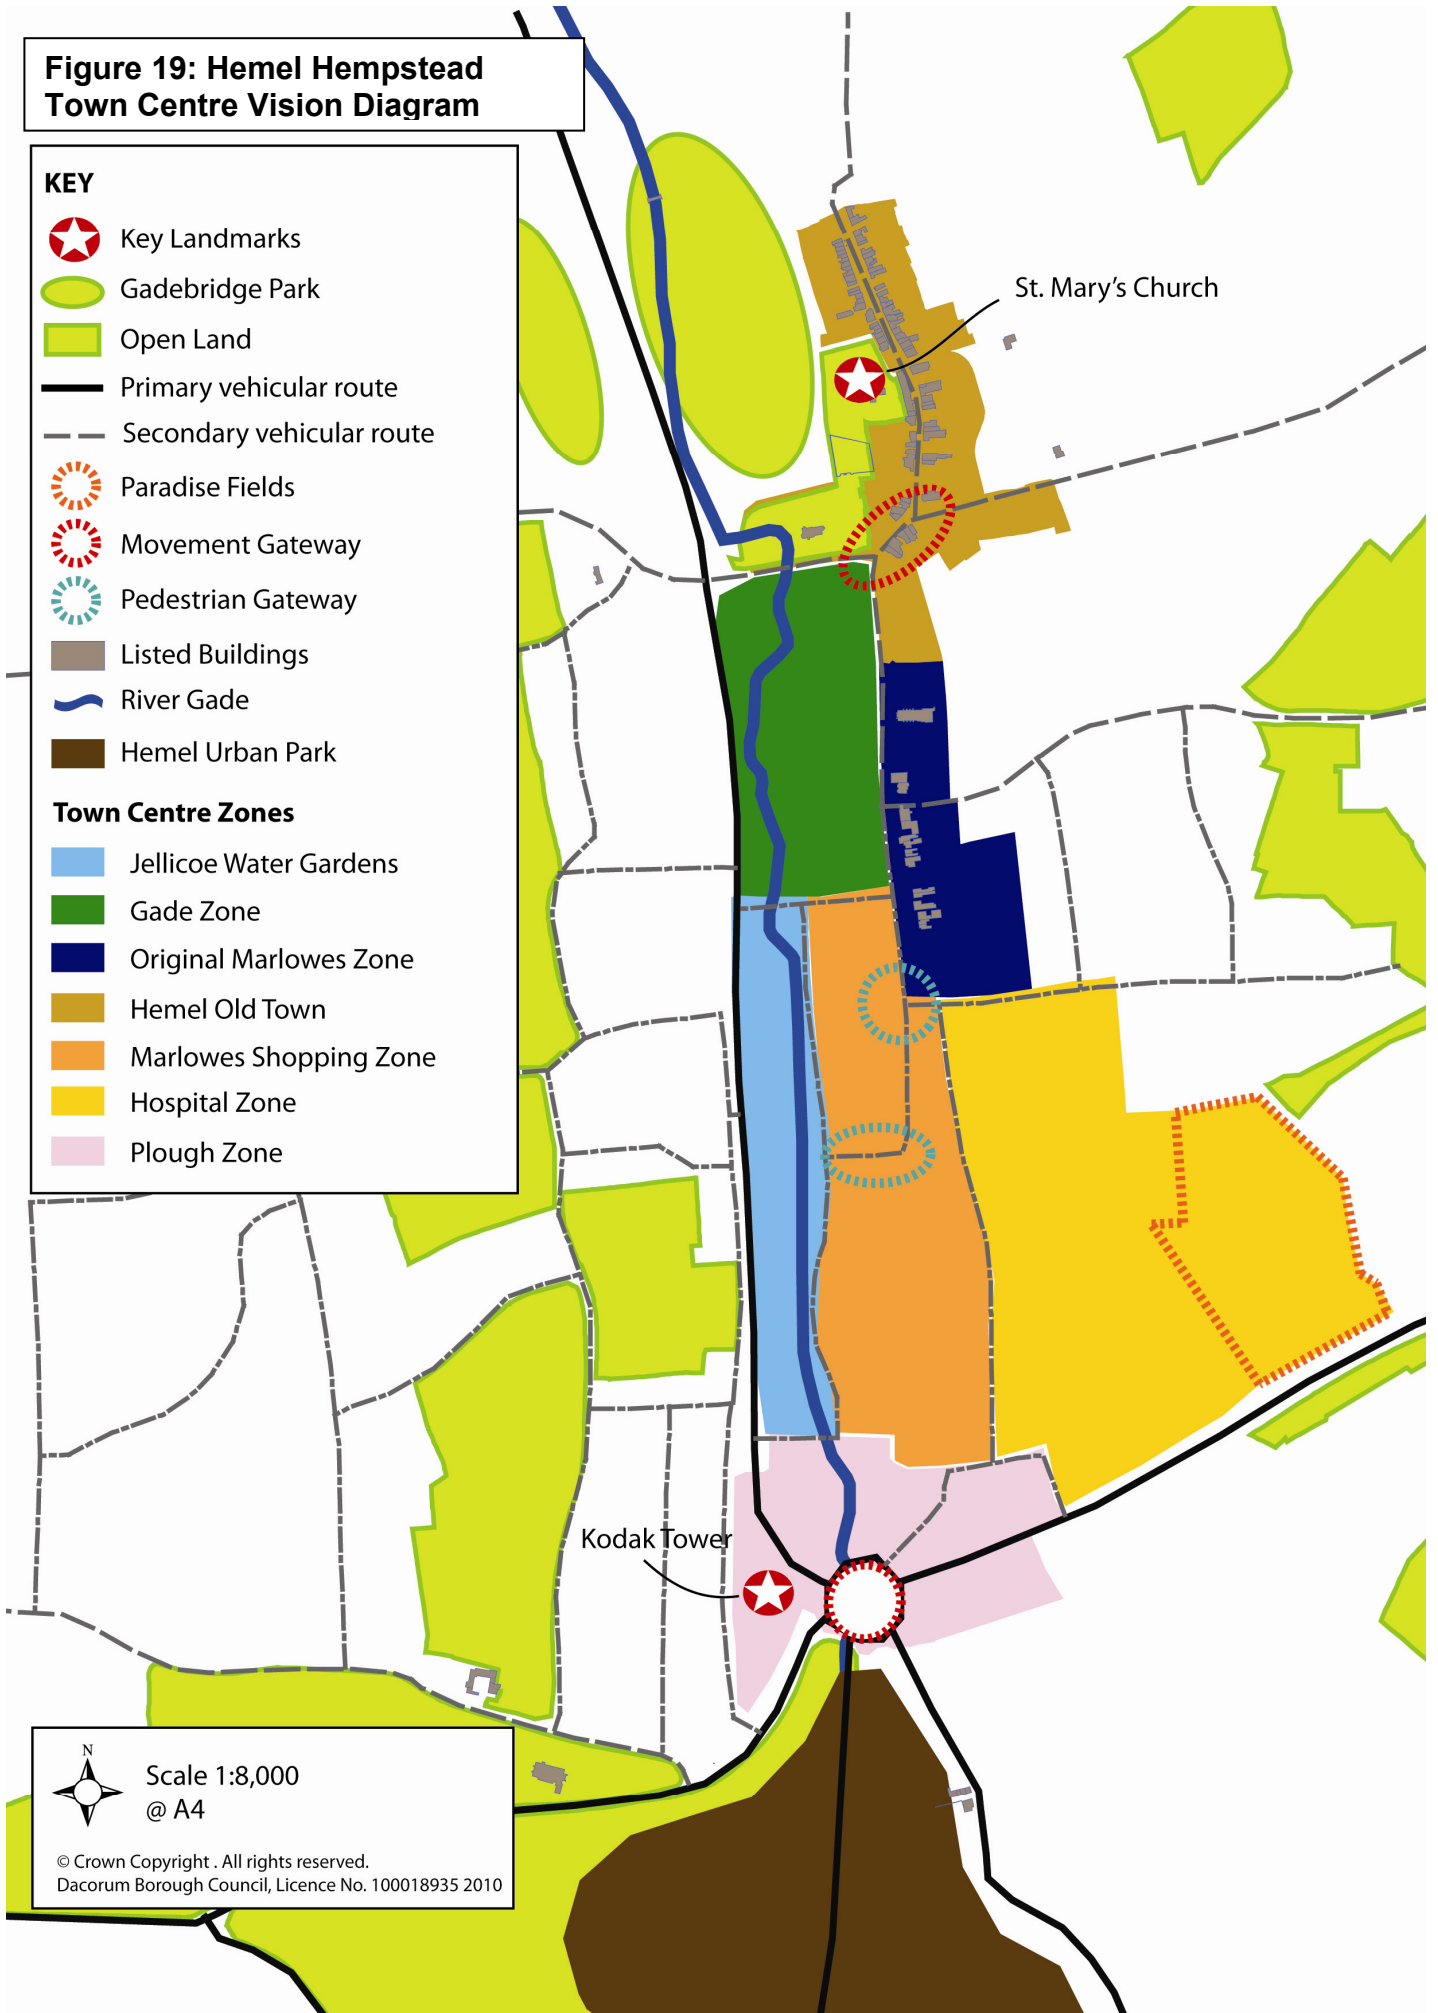 Figure 19: Hemel Hempstead
Town Centre Vision Diagram
KEY
Key Landmarks
Gadebridge Park
Open Land
Primary vehicular route
Secondary vehicular route
Paradise Fields
Movement Gateway
Pedestrian Gateway
Listed Buildings
River Gade
Hemel Urban Park
Town Centre Zones
Jellicoe Water Gardens
Gade Zone
Original Marlowes Zone
Hemel Old Town
Marlowes Shopping Zone
Hospital Zone
Plough Zone
St. Mary's Church
Kodak Tower
N
Scale 1:8,000
@ A4
© Crown Copyright . All rights reserved.
Dacorum Borough Council, Licence No. 100018935 2010